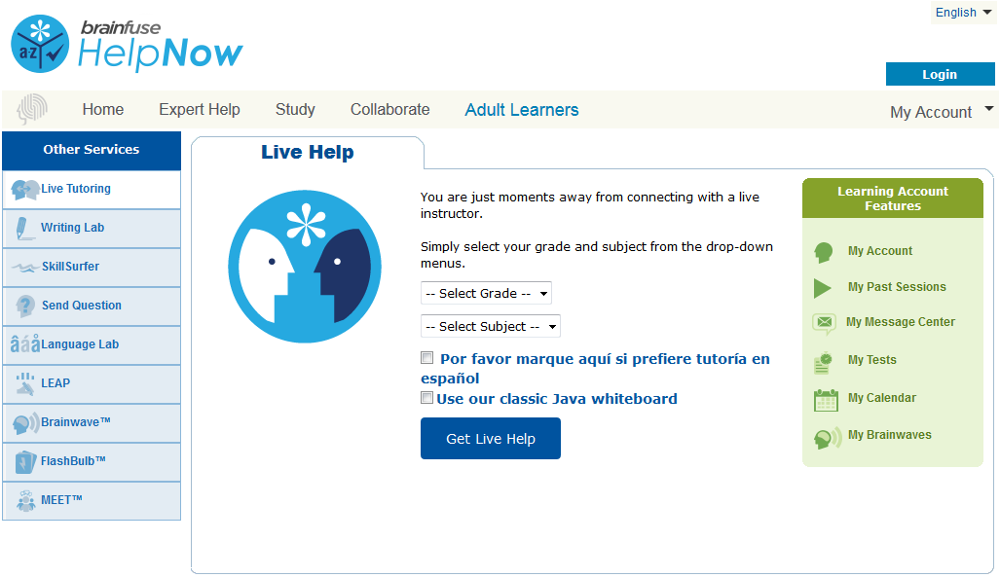 English
brainfuse
a-z
HelpNow
Login
Home Expert Help Study Collaborate Adult Learners My Account
Other Services
Live Tutoring
Writing Lab
SkillSurfer
Send Question
âáå Language Lab
LEAP
Brainwave™
FlashBulb™
MEET™
Live Help
You are just moments away from connecting with a live
instructor.
Simply select your grade and subject from the drop-down
menus.
-- Select Grade --
-- Select Subject --
Por favor marque aquí si prefiere tutoría en
español
Use our classic Java whiteboard
Get Live Help
Learning Account
Features
My Account
My Past Sessions
My Message Center
My Tests
My Calendar
My Brainwaves